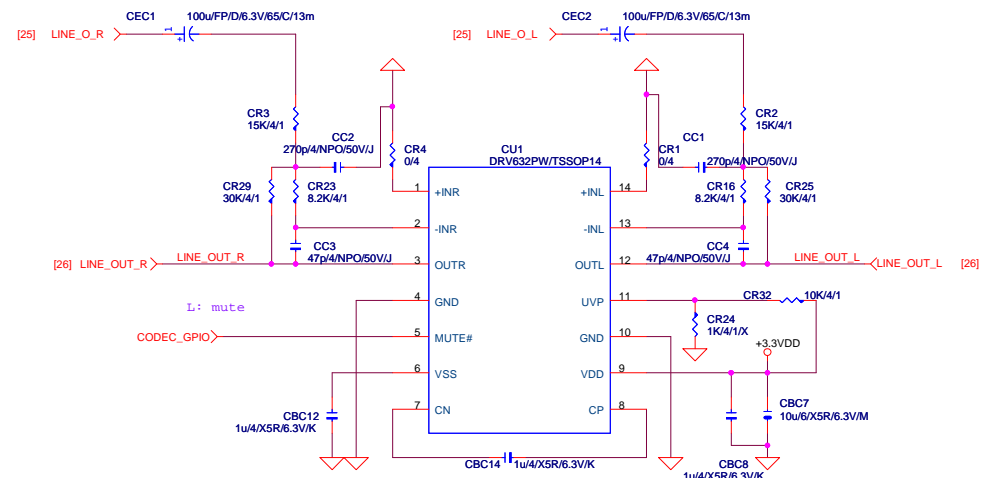 CEC1
100u/FP/D/6.3V/65/C/13m
[25] LINE_O_R
1
+
CEC2
100u/FP/D/6.3V/65/C/13m
[25] LINE_O_L
1
+
CR3
15K/4/1
CC2
270p/4/NPO/50V/J
CR4
0/4
CR29
30K/4/1
CR23
8.2K/4/1
CC3
47p/4/NPO/50V/J
[26] LINE_OUT_R
LINE_OUT_R
CR2
15K/4/1
CC1
270p/4/NPO/50V/J
CR1
0/4
CR16
8.2K/4/1
CR25
30K/4/1
CC4
47p/4/NPO/50V/J
LINE_OUT_L
LINE_OUT_L [26]
CU1
DRV632PW/TSSOP14
1 +INR
2 -INR
3 OUTR
4 GND
5 MUTE#
6 VSS
7 CN
+INL 14
-INL 13
OUTL 12
UVP 11
GND 10
VDD 9
CP 8
L: mute
CODEC_GPIO
CBC12
1u/4/X5R/6.3V/K
CBC14
1u/4/X5R/6.3V/K
CR32
10K/4/1
CR24
1K/4/1/X
+3.3VDD
CBC7
10u/6/X5R/6.3V/M
CBC8
1u/4/X5R/6.3V/K